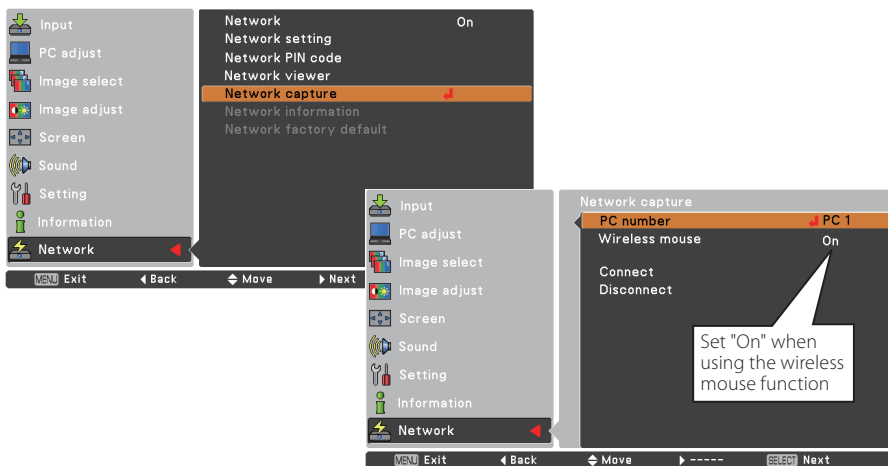 Input
PC adjust
Image select
Image adjust
Screen
Sound
Setting
Information
Network
Network On
Network setting
Network PIN code
Network viewer
Network capture
Network information
Network factory default
MENU Exit Back Move Next
Input
PC adjust
Image select
Image adjust
Screen
Sound
Setting
Information
Network
Network capture
PC number PC 1
Wireless mouse On
Connect
Disconnect
Set "On" when
using the wireless
mouse function
MENU Exit Back Move ----- SELECT Next